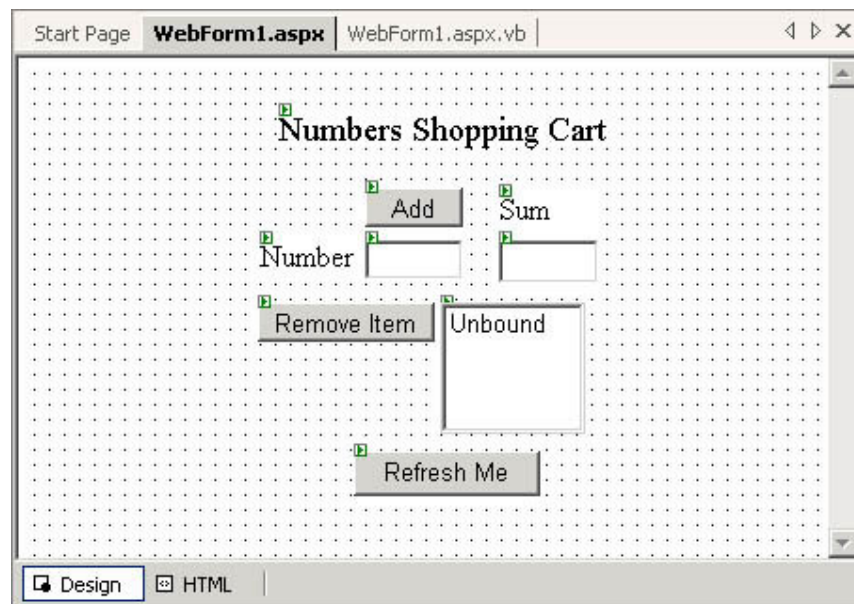 Start Page WebForm1.aspx WebForm1.aspx.vb
Numbers Shopping Cart
Add Sum
Number
Remove Item Unbound
Refresh Me
Design HTML